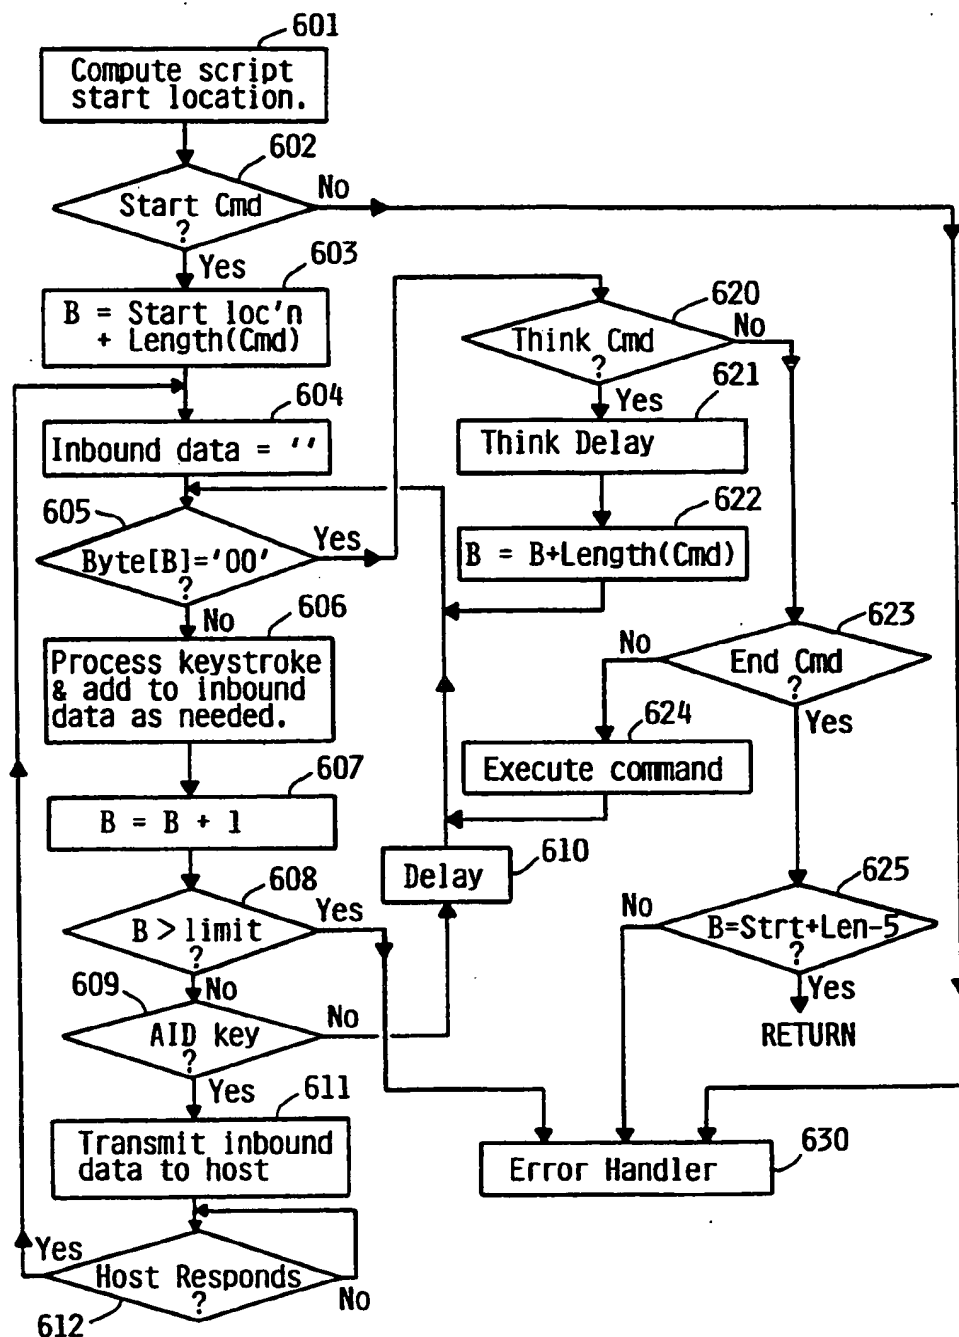 601
Compute script
start location.
602
Start Cmd
?
No
Yes
603
B = Start loc'n
+ Length(Cmd)
604
Inbound data = ''
605
Byte[B]='00'
?
Yes
No
606
Process keystroke
& add to inbound
data as needed.
607
B = B + 1
608
B > limit
?
Yes
No
609
AID key
?
No
Yes
610
Delay
611
Transmit inbound
data to host
Host Responds
?
Yes
No
612
620
Think Cmd
?
No
Yes
621
Think Delay
622
B = B+Length(Cmd)
623
End Cmd
?
No
Yes
624
Execute command
625
B=Strt+Len-5
?
No
Yes
RETURN
630
Error Handler